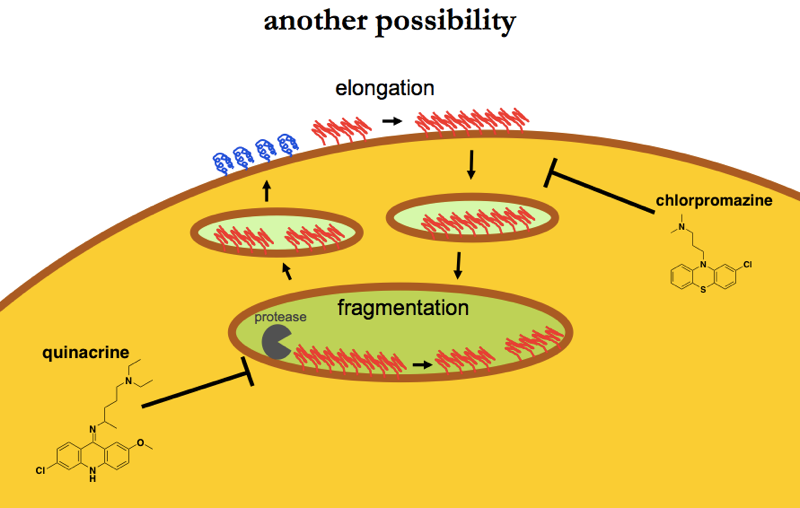 another possibility
elongation
chlorpromazine
N
N
Cl
S
fragmentation
protease
quinacrine
N
N
O
Cl
N
H